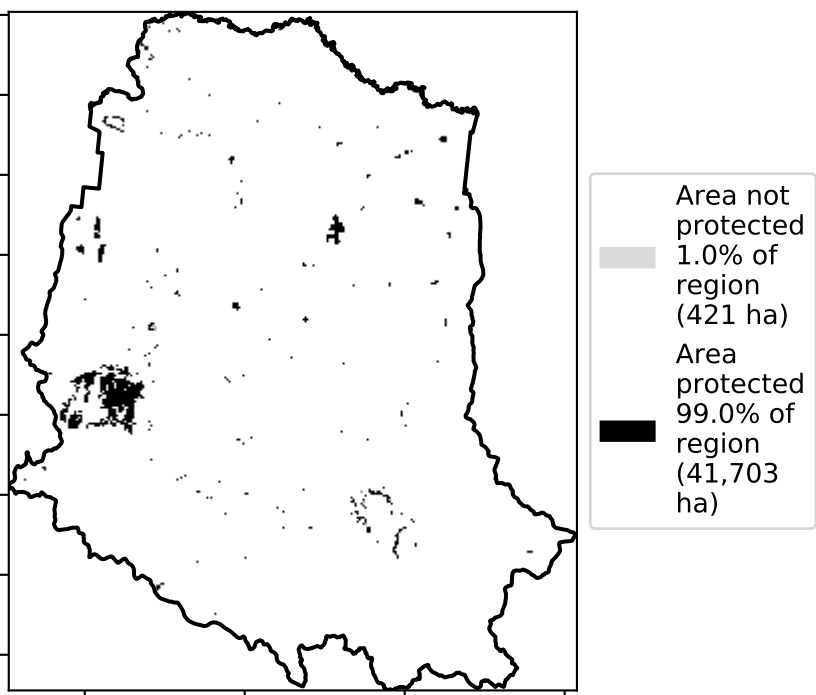 Area not
protected
1.0% of
region
(421 ha)
Area
protected
99.0% of
region
(41,703
ha)